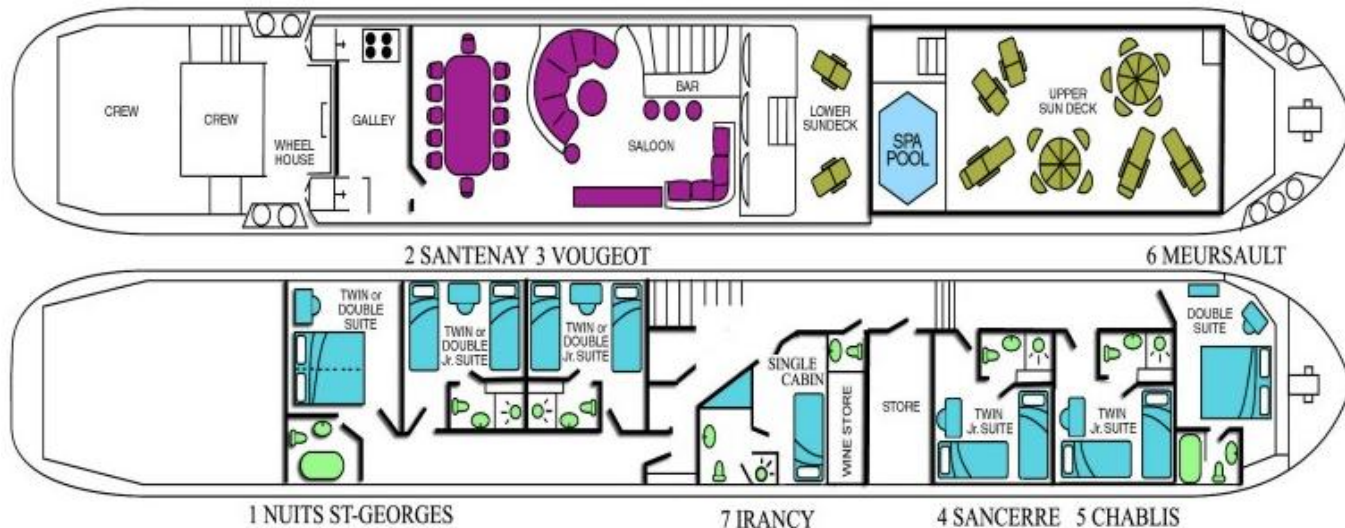 CREW
CREW
WHEEL
HOUSE
GALLEY
BAR
SALOON
LOWER
SUNDECK
SPA
POOL
UPPER
SUN DECK
2 SANTENAY 3 VOUGEOT
6 MEURSAULT
TWIN or
DOUBLE
SUITE
TWIN or
DOUBLE
Jr. SUITE
TWIN or
DOUBLE
Jr. SUITE
SINGLE
CABIN
WINE STORE
STORE
TWIN
Jr. SUITE
TWIN
Jr. SUITE
DOUBLE
SUITE
1 NUITS ST-GEORGES
7 IRANCY
4 SANCERRE
5 CHABLIS